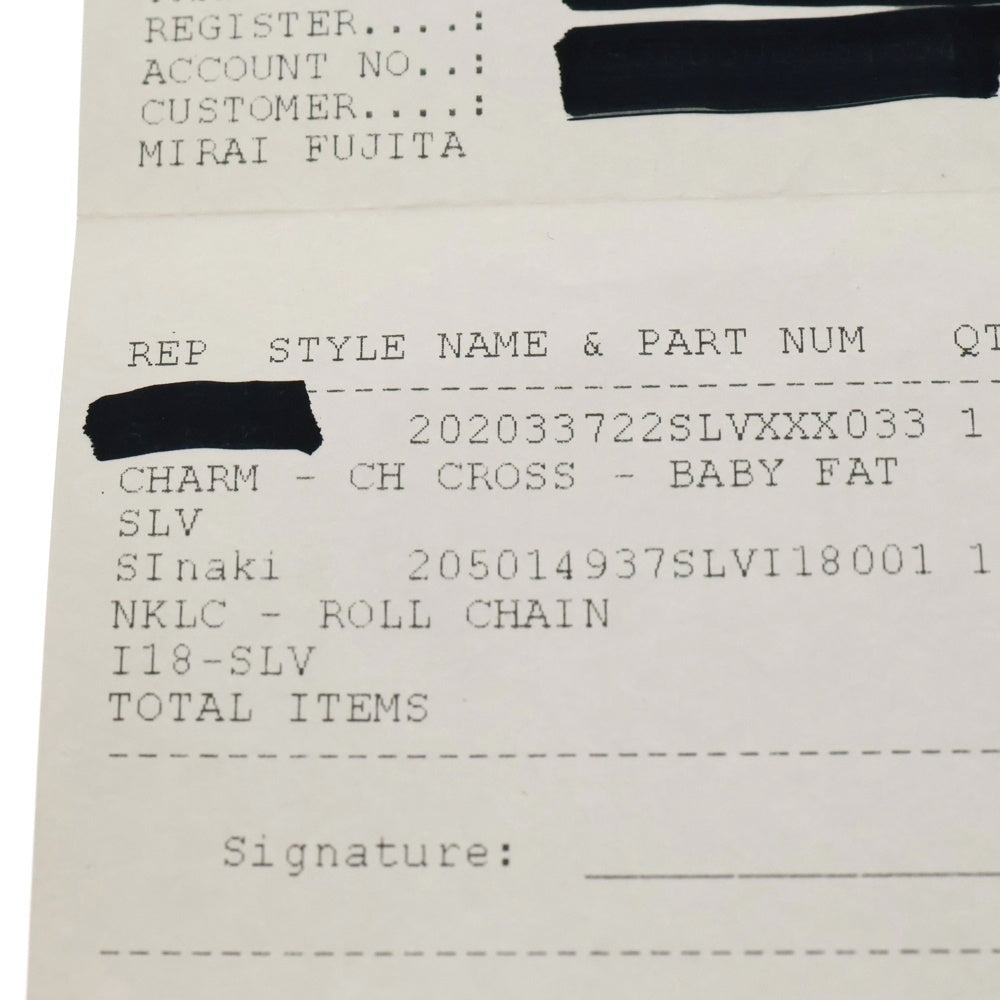 REGISTER....:
ACCOUNT NO..:
CUSTOMER....:
MIRAI FUJITA
REP STYLE NAME & PART NUM QT
202033722SLVXXX033 1
CHARM - CH CROSS - BABY FAT
SLV
SInaki 205014937SLVI18001 1
NKLC - ROLL CHAIN
I18-SLV
TOTAL ITEMS
Signature: